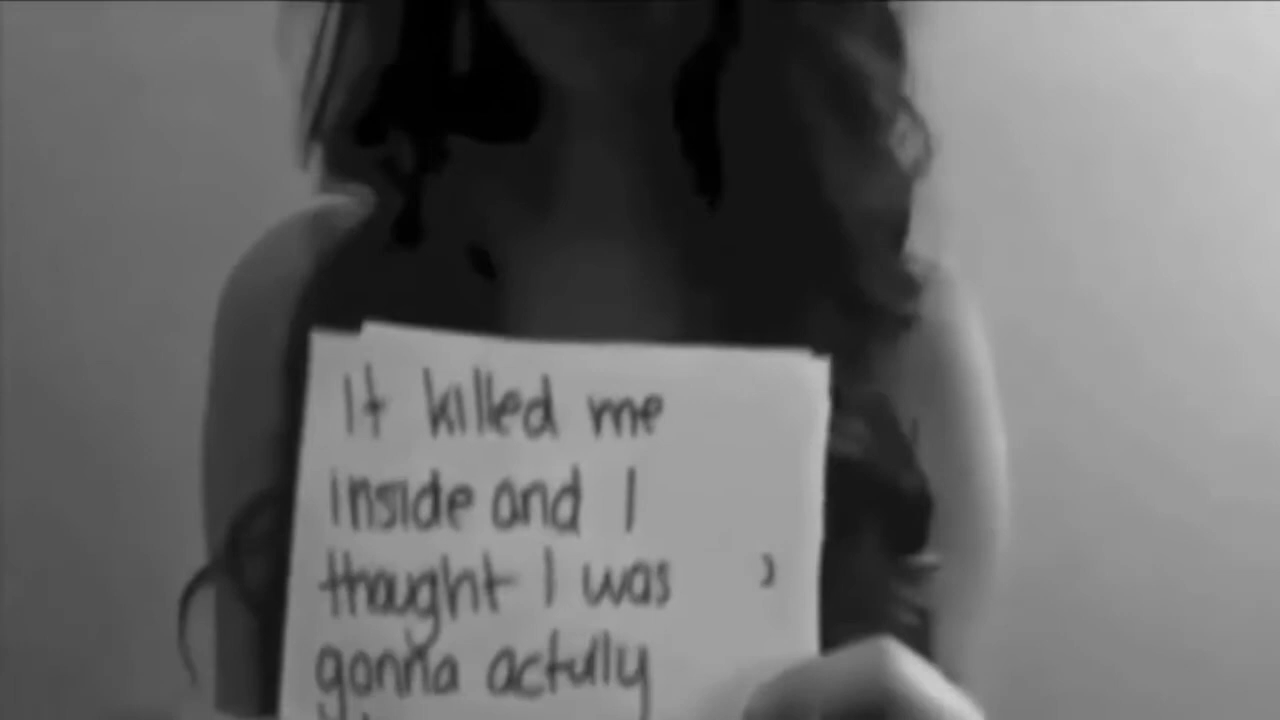 It killed me
inside and I
thought I was
gonna actully